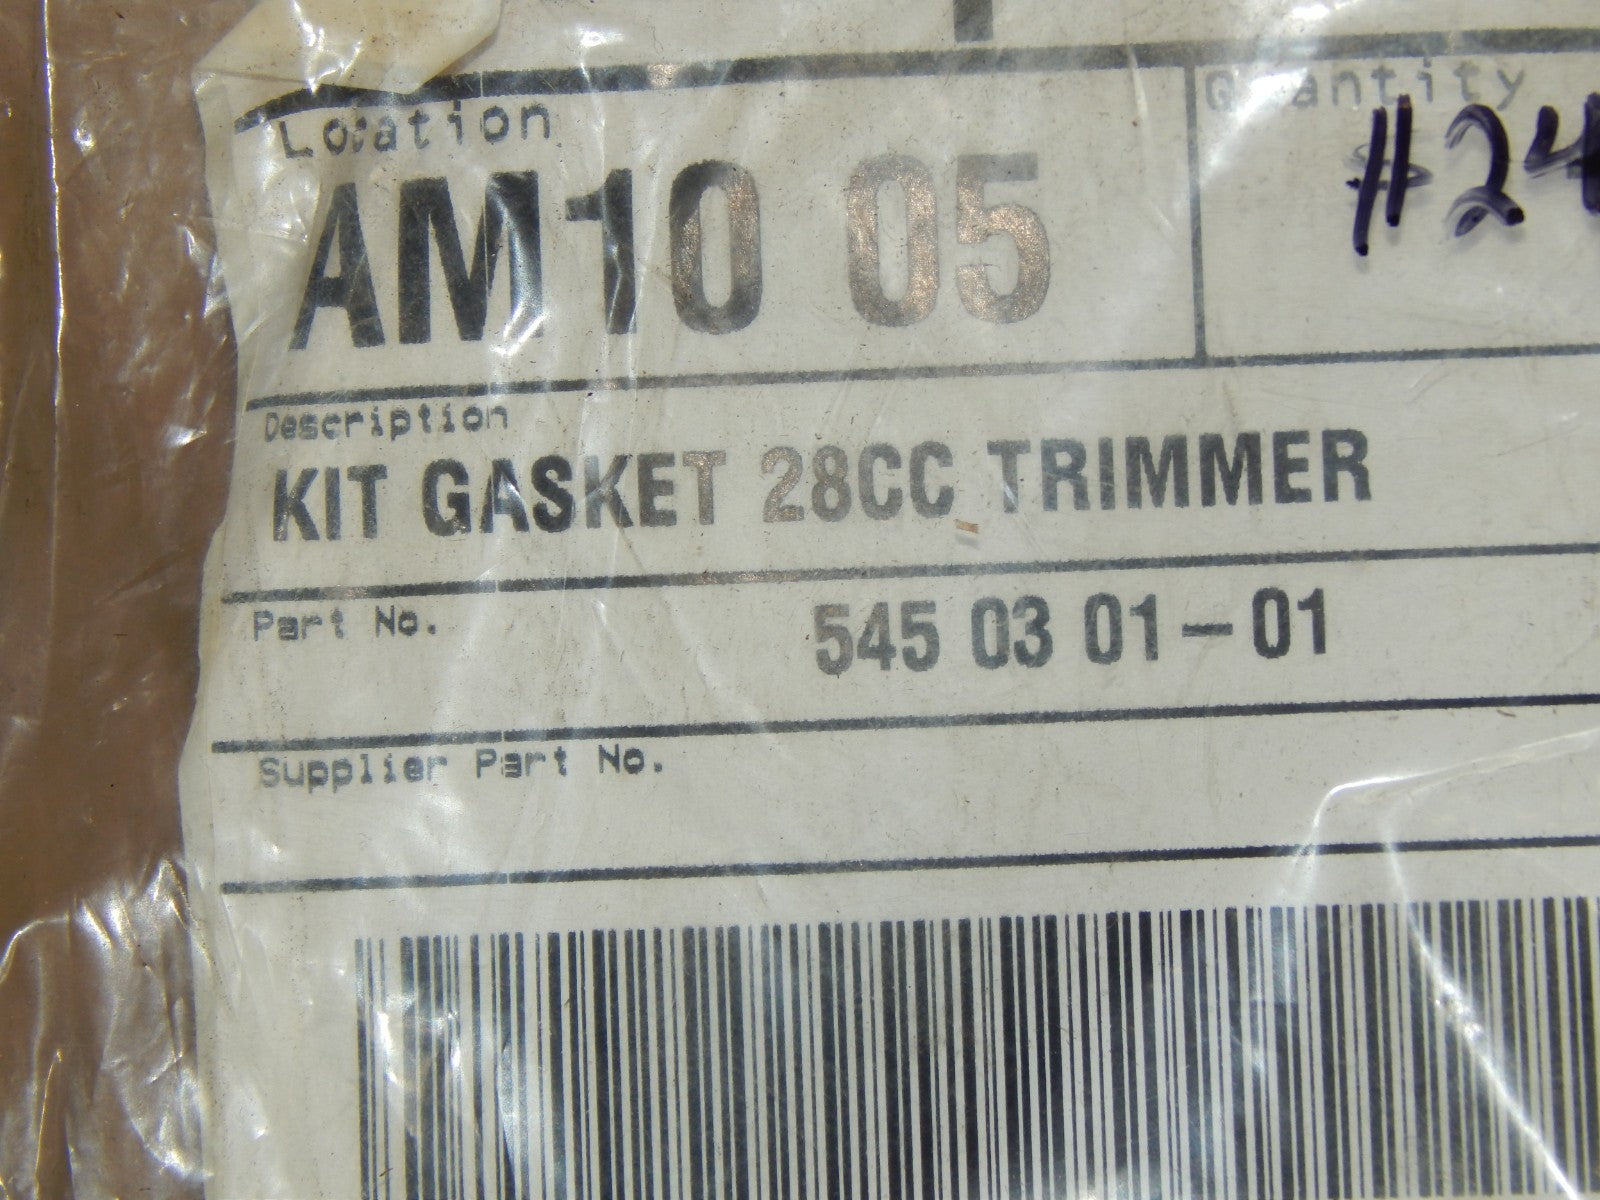 Location
Quantity
#24
AM10 05
Description
KIT GASKET 28CC TRIMMER
Part No.
545 03 01-01
Supplier Part No.